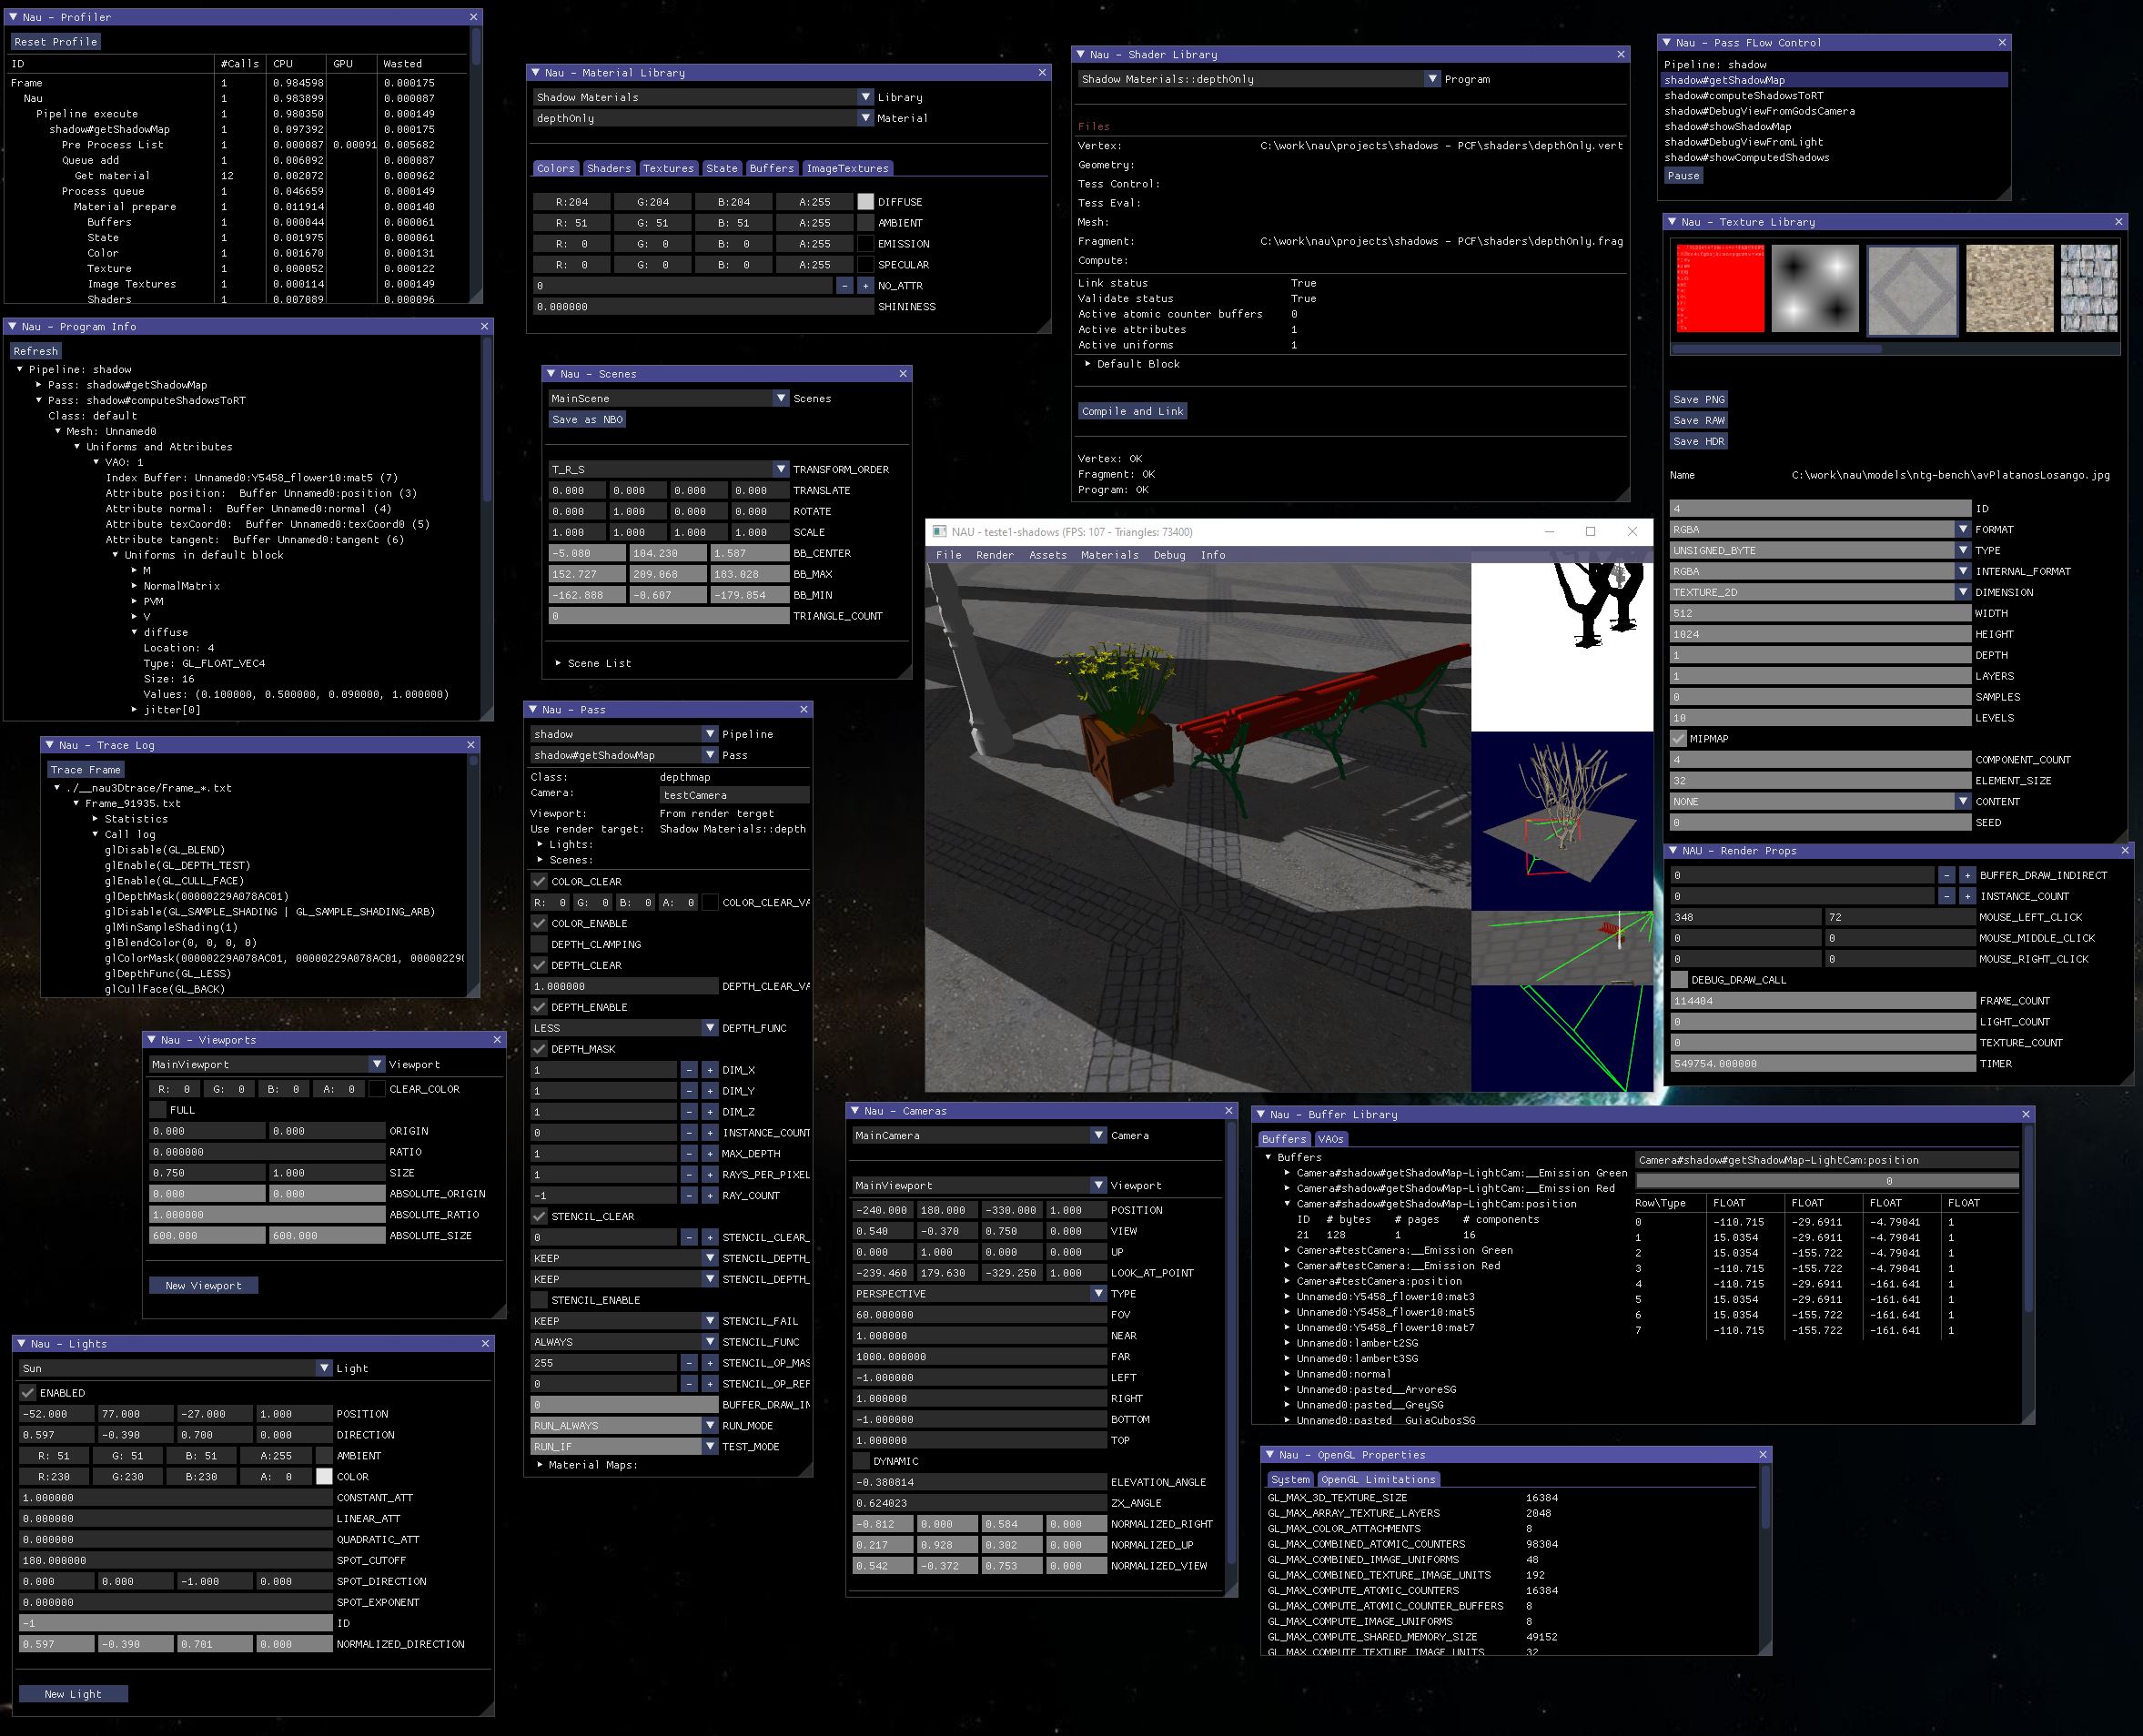 Nau - Profiler
Reset Profile
ID #Calls CPU GPU Wasted
Frame 1 0.984598 0.000175
Nau 1 0.983899 0.000087
Pipeline execute 1 0.980350 0.000149
shadow#getShadowMap 1 0.097392 0.000175
Pre Process List 1 0.000087 0.00091 0.005682
Queue add 1 0.006092 0.000087
Get material 12 0.002072 0.000962
Process queue 1 0.046659 0.000149
Material prepare 1 0.011914 0.000140
Buffers 1 0.000044 0.000061
State 1 0.001975 0.000061
Color 1 0.001670 0.000131
Texture 1 0.000052 0.000122
Image Textures 1 0.000114 0.000149
Shaders 1 0.007089 0.000096
Nau - Program Info
Refresh
Pipeline: shadow
Pass: shadow#getShadowMap
Pass: shadow#computeShadowsToRT
Class: default
Mesh: Unnamed0
Uniforms and Attributes
VAO: 1
Index Buffer: Unnamed0:Y5458_flower10:mat5 (7)
Attribute position: Buffer Unnamed0:position (3)
Attribute normal: Buffer Unnamed0:normal (4)
Attribute texCoord0: Buffer Unnamed0:texCoord0 (5)
Attribute tangent: Buffer Unnamed0:tangent (6)
Uniforms in default block
M
NormalMatrix
PVM
V
diffuse
Location: 4
Type: GL_FLOAT_VEC4
Size: 16
Values: (0.100000, 0.500000, 0.090000, 1.000000)
jitter[0]
Nau - Trace Log
Trace Frame
./__nau3Dtrace/Frame_*.txt
Frame_91935.txt
Statistics
Call log
glDisable(GL_BLEND)
glEnable(GL_DEPTH_TEST)
glEnable(GL_CULL_FACE)
glDepthMask(00000229A078AC01)
glDisable(GL_SAMPLE_SHADING | GL_SAMPLE_SHADING_ARB)
glMinSampleShading(1)
glBlendColor(0, 0, 0, 0)
glColorMask(00000229A078AC01, 00000229A078AC01, 00000229(
glDepthFunc(GL_LESS)
glCullFace(GL_BACK)
Nau - Viewports
MainViewport Viewport
R: 0 G: 0 B: 0 A: 0 CLEAR_COLOR
FULL
0.000 0.000 ORIGIN
0.000000 RATIO
0.750 1.000 SIZE
0.000 0.000 ABSOLUTE_ORIGIN
1.000000 ABSOLUTE_RATIO
600.000 600.000 ABSOLUTE_SIZE
New Viewport
Nau - Lights
Sun Light
ENABLED
-52.000 77.000 -27.000 1.000 POSITION
0.597 -0.390 0.700 0.000 DIRECTION
R: 51 G: 51 B: 51 A:255 AMBIENT
R:230 G:230 B:230 A: 0 COLOR
1.000000 CONSTANT_ATT
0.000000 LINEAR_ATT
0.000000 QUADRATIC_ATT
180.000000 SPOT_CUTOFF
0.000 0.000 -1.000 0.000 SPOT_DIRECTION
0.000000 SPOT_EXPONENT
-1 ID
0.597 -0.390 0.701 0.000 NORMALIZED_DIRECTION
New Light
Nau - Material Library
Shadow Materials Library
depthOnly Material
Colors Shaders Textures State Buffers ImageTextures
R:204 G:204 B:204 A:255 DIFFUSE
R: 51 G: 51 B: 51 A:255 AMBIENT
R: 0 G: 0 B: 0 A:255 EMISSION
R: 0 G: 0 B: 0 A:255 SPECULAR
0 - + NO_ATTR
0.000000 SHININESS
Nau - Scenes
MainScene Scenes
Save as NBO
T_R_S TRANSFORM_ORDER
0.000 0.000 0.000 0.000 TRANSLATE
0.000 1.000 0.000 0.000 ROTATE
1.000 1.000 1.000 1.000 SCALE
-5.080 104.230 1.587 BB_CENTER
152.727 209.068 183.028 BB_MAX
-162.888 -0.607 -179.854 BB_MIN
0 TRIANGLE_COUNT
Scene List
Nau - Pass
shadow Pipeline
shadow#getShadowMap Pass
Class: depthmap
Camera: testCamera
Viewport: From render terget
Use render target: Shadow Materials::depth
Lights:
Scenes:
COLOR_CLEAR
R: 0 G: 0 B: 0 A: 0 COLOR_CLEAR_VA
COLOR_ENABLE
DEPTH_CLAMPING
DEPTH_CLEAR
1.000000 DEPTH_CLEAR_VA
DEPTH_ENABLE
LESS DEPTH_FUNC
DEPTH_MASK
1 - + DIM_X
1 - + DIM_Y
1 - + DIM_Z
0 - + INSTANCE_COUNT
1 - + MAX_DEPTH
1 - + RAYS_PER_PIXEL
-1 - + RAY_COUNT
STENCIL_CLEAR
0 - + STENCIL_CLEAR_
KEEP STENCIL_DEPTH_
KEEP STENCIL_DEPTH_
STENCIL_ENABLE
KEEP STENCIL_FAIL
ALWAYS STENCIL_FUNC
255 - + STENCIL_OP_MAS
0 - + STENCIL_OP_REF
0 BUFFER_DRAW_IN
RUN_ALWAYS RUN_MODE
RUN_IF TEST_MODE
Material Maps:
Nau - Shader Library
Shadow Materials::depthOnly Program
Files
Vertex: C:\work\nau\projects\shadows - PCF\shaders\depthOnly.vert
Geometry:
Tess Control:
Tess Eval:
Mesh:
Fragment: C:\work\nau\projects\shadows - PCF\shaders\depthOnly.frag
Compute:
Link status True
Validate status True
Active atomic counter buffers 0
Active attributes 1
Active uniforms 1
Default Block
Compile and Link
Vertex: OK
Fragment: OK
Program: OK
NAU - teste1-shadows (FPS: 107 - Triangles: 73400)
File Render Assets Materials Debug Info
Nau - Cameras
MainCamera Camera
MainViewport Viewport
-240.000 180.000 -330.000 1.000 POSITION
0.540 -0.370 0.750 0.000 VIEW
0.000 1.000 0.000 0.000 UP
-239.460 179.630 -329.250 1.000 LOOK_AT_POINT
PERSPECTIVE TYPE
60.000000 FOV
1.000000 NEAR
1000.000000 FAR
-1.000000 LEFT
1.000000 RIGHT
-1.000000 BOTTOM
1.000000 TOP
DYNAMIC
-0.380814 ELEVATION_ANGLE
0.624023 ZX_ANGLE
-0.812 0.000 0.584 0.000 NORMALIZED_RIGHT
0.217 0.928 0.302 0.000 NORMALIZED_UP
0.542 -0.372 0.753 0.000 NORMALIZED_VIEW
Nau - Pass FLow Control
Pipeline: shadow
shadow#getShadowMap
shadow#computeShadowsToRT
shadow#DebugViewFromGodsCamera
shadow#showShadowMap
shadow#DebugViewFromLight
shadow#showComputedShadows
Pause
Nau - Texture Library
Save PNG
Save RAW
Save HDR
Name C:\work\nau\models\ntg-bench\avPlatanosLosango.jpg
4 ID
RGBA FORMAT
UNSIGNED_BYTE TYPE
RGBA INTERNAL_FORMAT
TEXTURE_2D DIMENSION
512 WIDTH
1024 HEIGHT
1 DEPTH
1 LAYERS
0 SAMPLES
10 LEVELS
MIPMAP
4 COMPONENT_COUNT
32 ELEMENT_SIZE
NONE CONTENT
0 SEED
NAU - Render Props
0 - + BUFFER_DRAW_INDIRECT
0 - + INSTANCE_COUNT
348 72 MOUSE_LEFT_CLICK
0 0 MOUSE_MIDDLE_CLICK
0 0 MOUSE_RIGHT_CLICK
DEBUG_DRAW_CALL
114404 FRAME_COUNT
0 LIGHT_COUNT
0 TEXTURE_COUNT
549754.000000 TIMER
Nau - Buffer Library
Buffers VAOs
Buffers
Camera#shadow#getShadowMap-LightCam:__Emission Green
Camera#shadow#getShadowMap-LightCam:__Emission Red
Camera#shadow#getShadowMap-LightCam:position
ID # bytes # pages # components
21 128 1 16
Camera#testCamera:__Emission Green
Camera#testCamera:__Emission Red
Camera#testCamera:position
Unnamed0:Y5458_flower10:mat3
Unnamed0:Y5458_flower10:mat5
Unnamed0:Y5458_flower10:mat7
Unnamed0:lambert2SG
Unnamed0:lambert3SG
Unnamed0:normal
Unnamed0:pasted__ArvoreSG
Unnamed0:pasted__GreySG
Unnamed0:pasted__GuiaCubosSG
Camera#shadow#getShadowMap-LightCam:position
0
Row\Type FLOAT FLOAT FLOAT FLOAT
0 -110.715 -29.6911 -4.79041 1
1 15.0354 -29.6911 -4.79041 1
2 15.0354 -155.722 -4.79041 1
3 -110.715 -155.722 -4.79041 1
4 -110.715 -29.6911 -161.641 1
5 15.0354 -29.6911 -161.641 1
6 15.0354 -155.722 -161.641 1
7 -110.715 -155.722 -161.641 1
Nau - OpenGL Properties
System OpenGL Limitations
GL_MAX_3D_TEXTURE_SIZE 16384
GL_MAX_ARRAY_TEXTURE_LAYERS 2048
GL_MAX_COLOR_ATTACHMENTS 8
GL_MAX_COMBINED_ATOMIC_COUNTERS 98304
GL_MAX_COMBINED_IMAGE_UNIFORMS 48
GL_MAX_COMBINED_TEXTURE_IMAGE_UNITS 192
GL_MAX_COMPUTE_ATOMIC_COUNTERS 16384
GL_MAX_COMPUTE_ATOMIC_COUNTER_BUFFERS 8
GL_MAX_COMPUTE_IMAGE_UNIFORMS 8
GL_MAX_COMPUTE_SHARED_MEMORY_SIZE 49152
GL_MAX_COMPUTE_TEXTURE_IMAGE_UNITS 32